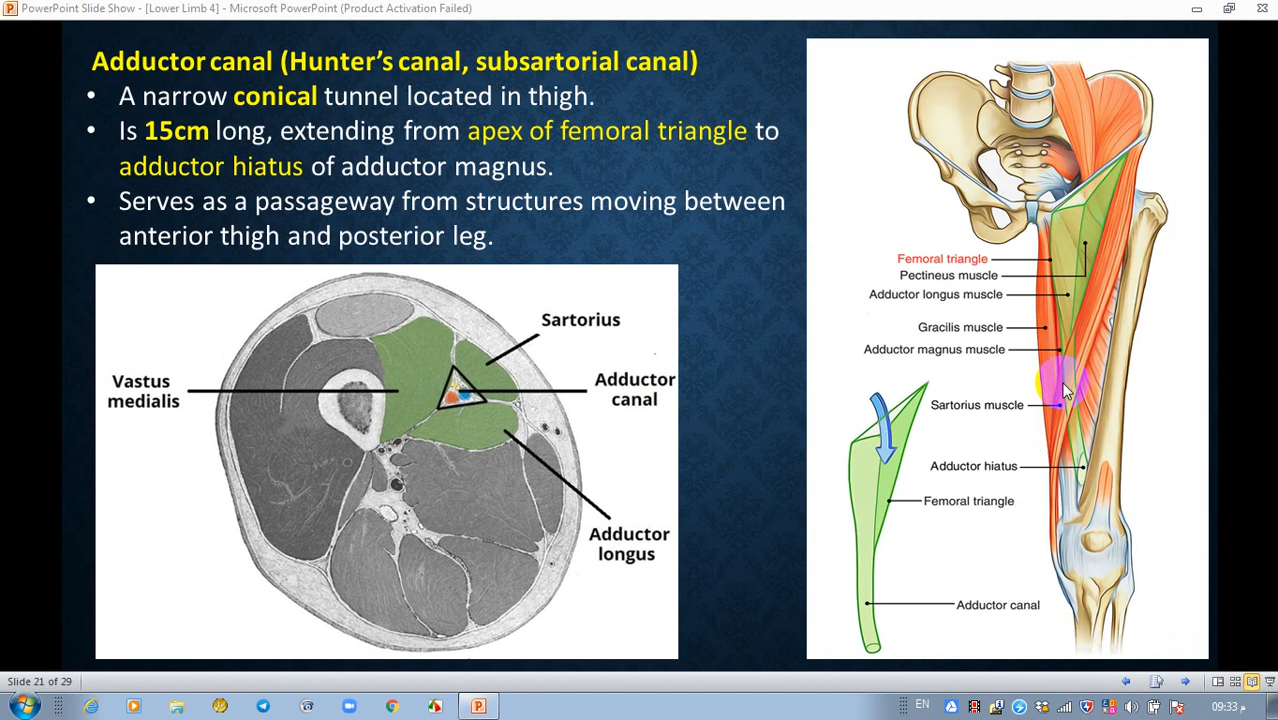 PowerPoint Slide Show - [Lower Limb 4] - Microsoft PowerPoint (Product Activation Failed)
Adductor canal (Hunter’s canal, subsartorial canal)
• A narrow conical tunnel located in thigh.
• Is 15cm long, extending from apex of femoral triangle to
adductor hiatus of adductor magnus.
• Serves as a passageway from structures moving between
anterior thigh and posterior leg.
Sartorius
Vastus
medialis
Adductor
canal
Adductor
longus
Femoral triangle
Pectineus muscle
Adductor longus muscle
Gracilis muscle
Adductor magnus muscle
Sartorius muscle
Adductor hiatus
Femoral triangle
Adductor canal
Slide 21 of 29
EN
09:33 م